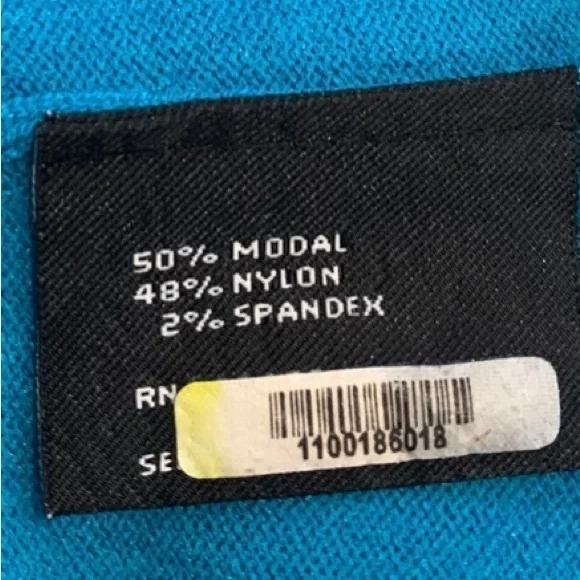 50% MODAL
48% NYLON
2% SPANDEX
RN
1100186018
SE